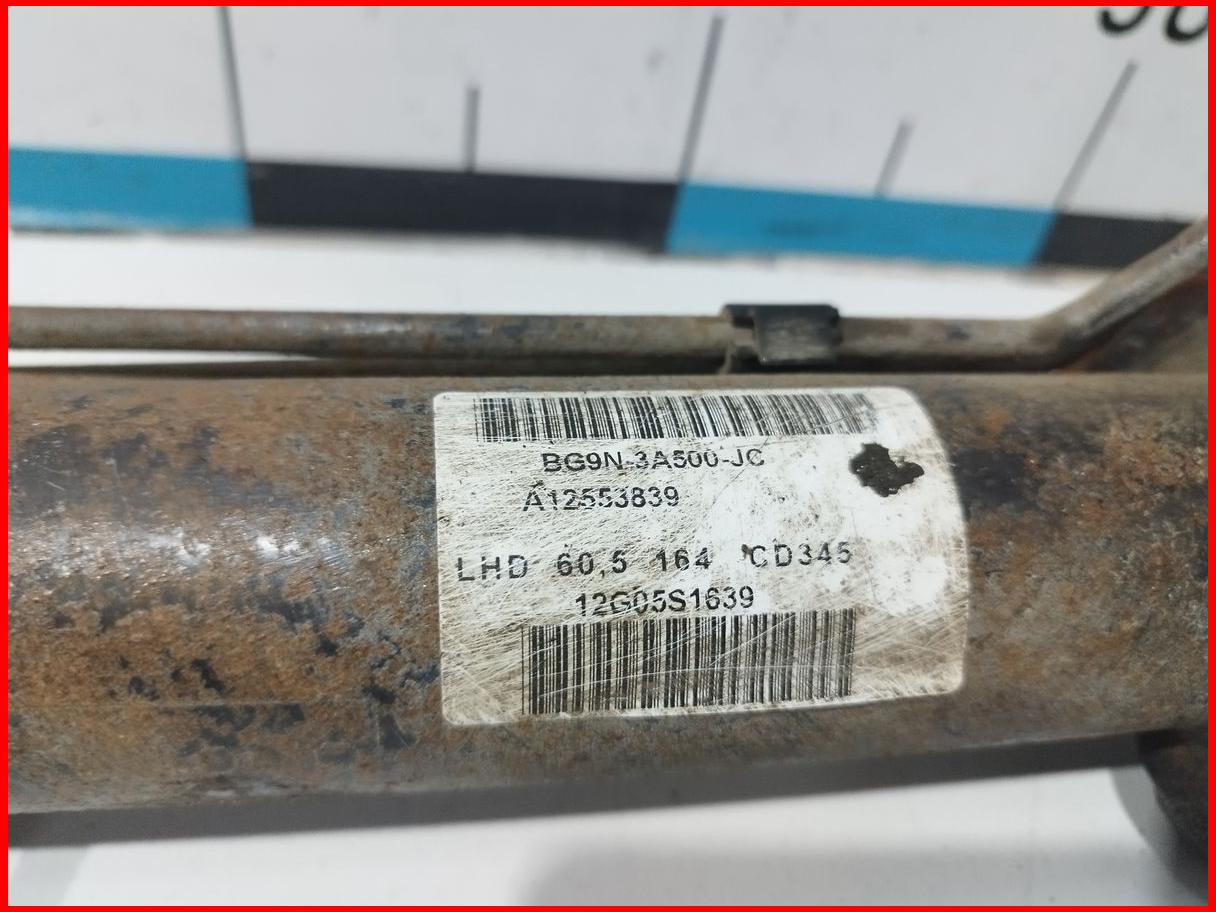 BG9N-3A500-JC
A12553839
LHD 60,5 164 CD345
12G05S1639